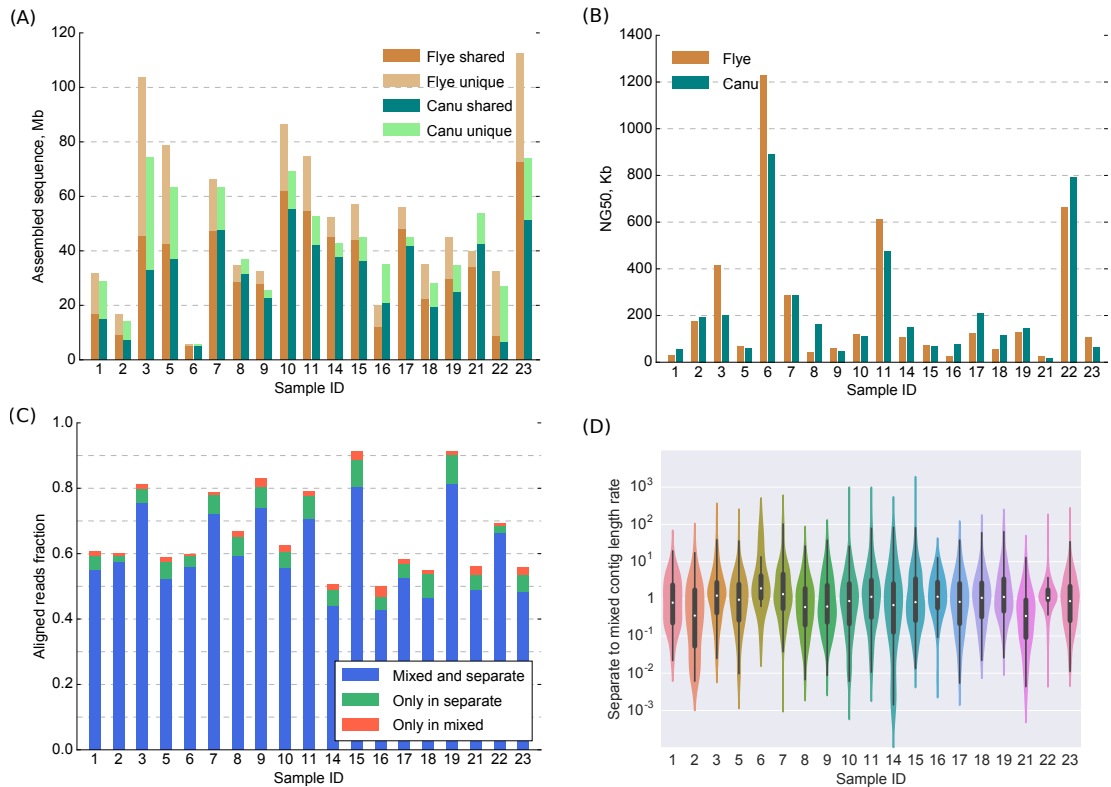 (A)
120
100
80
60
40
20
0
Assembled sequence, Mb
Flye shared
Flye unique
Canu shared
Canu unique
1 2 3 5 6 7 8 9 10 11 14 15 16 17 18 19 21 22 23
Sample ID
(B)
1400
1200
1000
800
600
400
200
0
NG50, Kb
Flye
Canu
1 2 3 5 6 7 8 9 10 11 14 15 16 17 18 19 21 22 23
Sample ID
(C)
1.0
0.8
0.6
0.4
0.2
0.0
Aligned reads fraction
Mixed and separate
Only in separate
Only in mixed
1 2 3 5 6 7 8 9 10 11 14 15 16 17 18 19 21 22 23
Sample ID
(D)
10³
10²
10¹
1
10⁻¹
10⁻²
10⁻³
Separate to mixed contig length rate
1 2 3 5 6 7 8 9 10 11 14 15 16 17 18 19 21 22 23
Sample ID